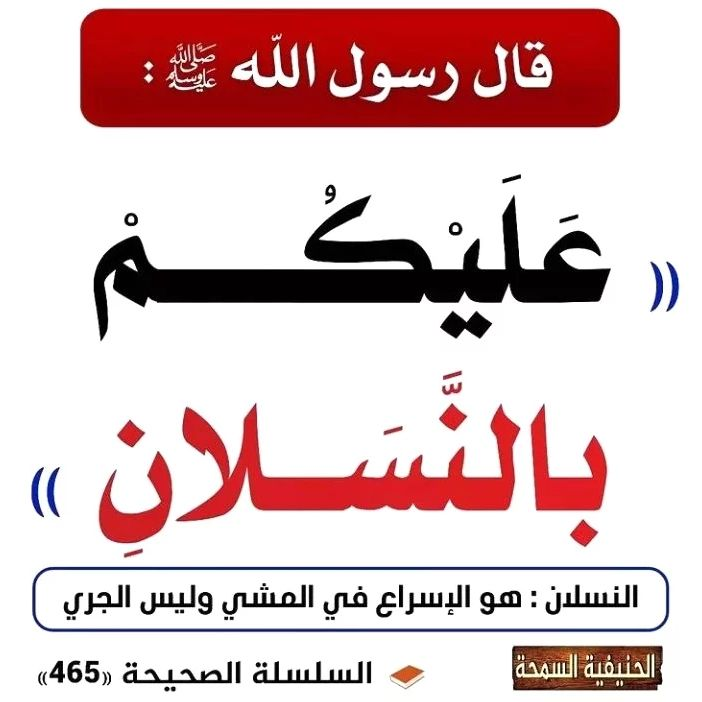 قال رسول الله ﷺ :
(( عَلَيْكُمْ
بالنَّسَلانِ ))
النسلان : هو الإسراع في المشي وليس الجري
السلسلة الصحيحة ((465))
الحنيفية السمحة